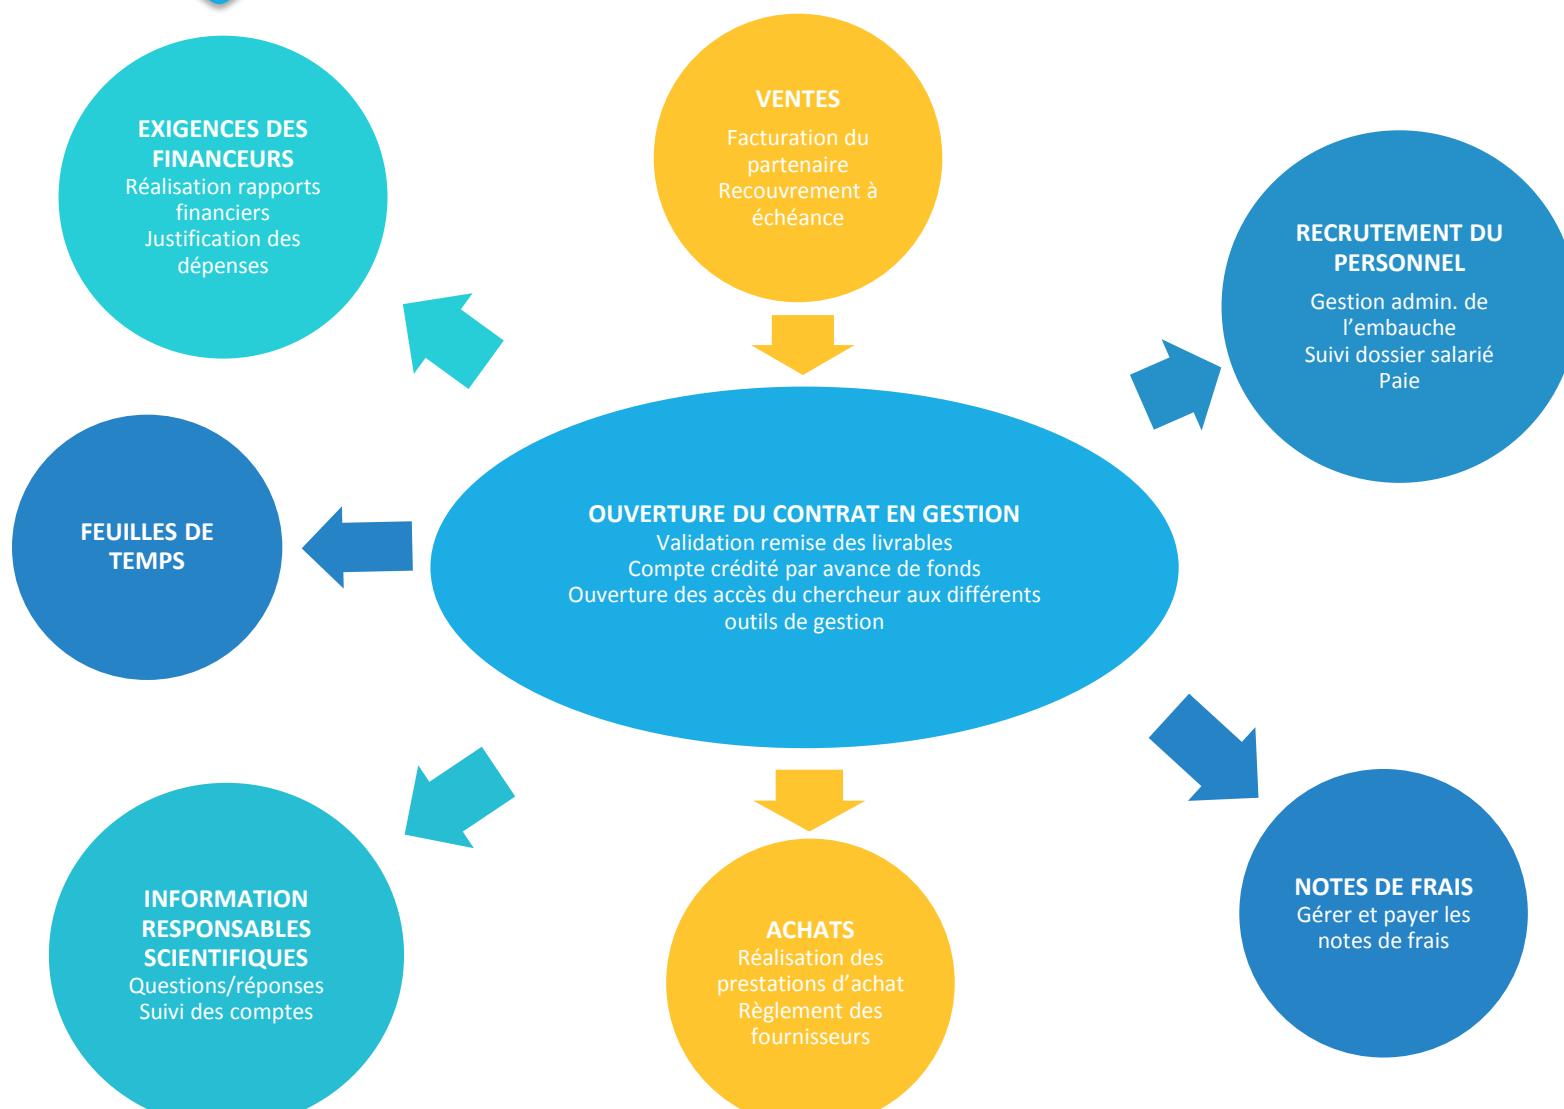 EXIGENCES DES
FINANCEURS
Réalisation rapports
financiers
Justification des
dépenses
VENTES
Facturation du
partenaire
Recouvrement à
échéance
RECRUTEMENT DU
PERSONNEL
Gestion admin. de
l’embauche
Suivi dossier salarié
Paie
FEUILLES DE
TEMPS
OUVERTURE DU CONTRAT EN GESTION
Validation remise des livrables
Compte crédité par avance de fonds
Ouverture des accès du chercheur aux différents
outils de gestion
INFORMATION
RESPONSABLES
SCIENTIFIQUES
Questions/réponses
Suivi des comptes
ACHATS
Réalisation des
prestations d’achat
Règlement des
fournisseurs
NOTES DE FRAIS
Gérer et payer les
notes de frais